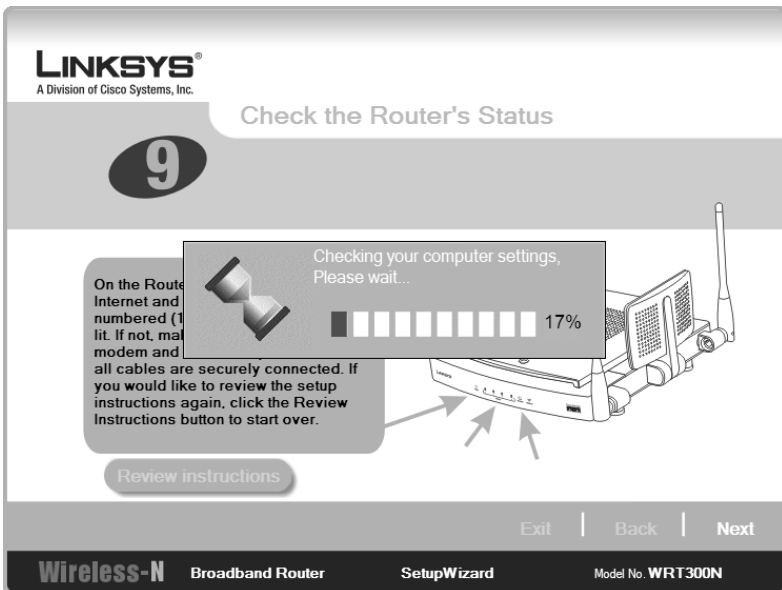 LINKSYS®
A Division of Cisco Systems, Inc.
Check the Router's Status
9
Checking your computer settings,
Please wait...
17%
On the Route
Internet and
numbered (1
lit. If not, mal
modem and
all cables are securely connected. If
you would like to review the setup
instructions again, click the Review
Instructions button to start over.
Review instructions
Exit Back Next
Wireless-N Broadband Router SetupWizard Model No. WRT300N